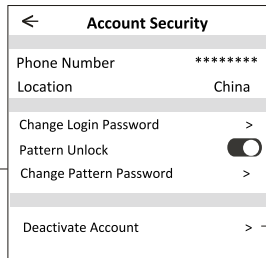 Account Security
Phone Number ********
Location China
Change Login Password >
Pattern Unlock
Change Pattern Password >
Deactivate Account >